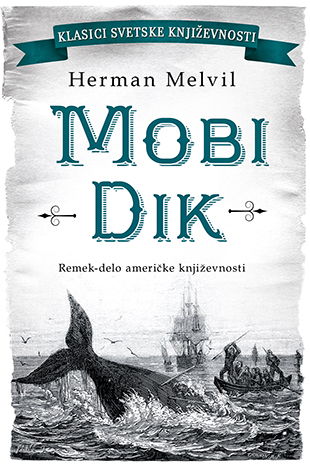 KLASICI SVETSKE KNJIŽEVNOSTI
Herman Melvil
MOBI
DIK
Remek-delo američke književnosti